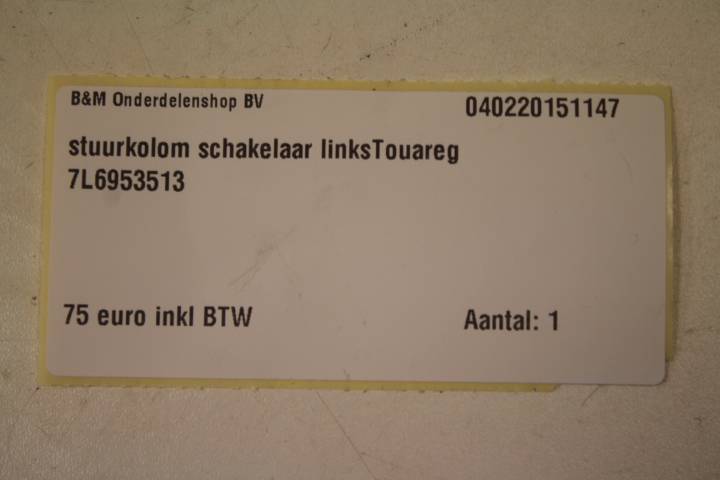 B&M Onderdelenshop BV 040220151147
stuurkolom schakelaar linksTouareg
7L6953513
75 euro inkl BTW Aantal: 1